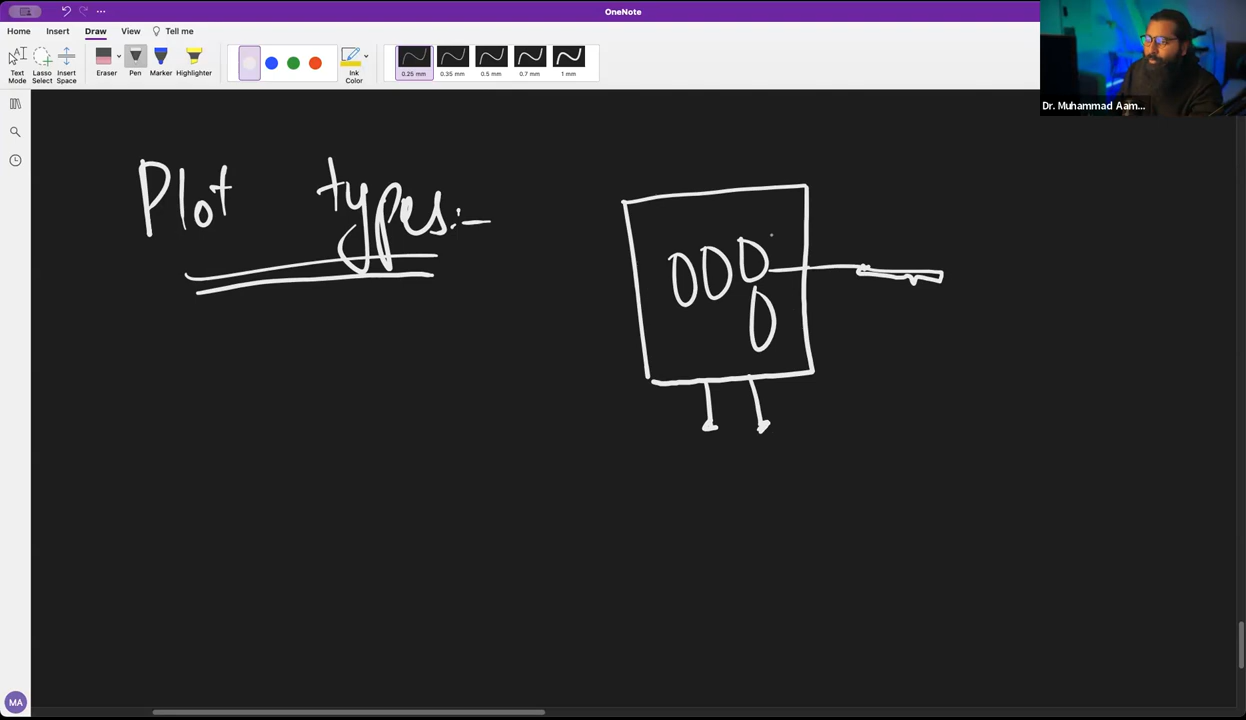 OneNote
Home Insert Draw View Tell me
Text Mode
Lasso Select
Insert Space
Eraser
Pen
Marker
Highlighter
Ink Color
0.25 mm
0.35 mm
0.5 mm
0.7 mm
1 mm
Dr. Muhammad Aam...
Plot types:-
MA